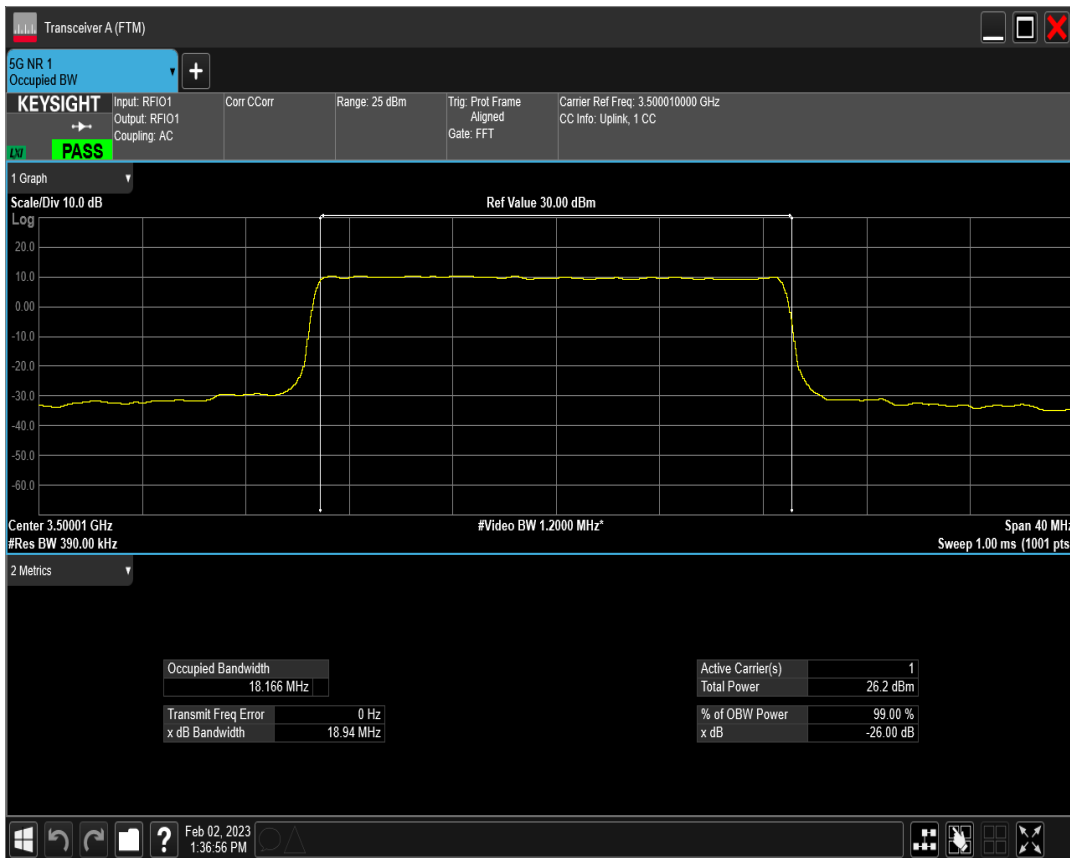 Transceiver A (FTM)
5G NR 1
Occupied BW
+
KEYSIGHT
LXI
PASS
Input: RFIO1
Output: RFIO1
Coupling: AC
Corr CCorr
Range: 25 dBm
Trig: Prot Frame
Aligned
Gate: FFT
Carrier Ref Freq: 3.500010000 GHz
CC Info: Uplink, 1 CC
1 Graph
Scale/Div 10.0 dB
Ref Value 30.00 dBm
Log
20.0
10.0
0.00
-10.0
-20.0
-30.0
-40.0
-50.0
-60.0
Center 3.50001 GHz
#Video BW 1.2000 MHz*
Span 40 MHz
#Res BW 390.00 kHz
Sweep 1.00 ms (1001 pts
2 Metrics
Occupied Bandwidth
18.166 MHz
Transmit Freq Error 0 Hz
x dB Bandwidth 18.94 MHz
Active Carrier(s) 1
Total Power 26.2 dBm
% of OBW Power 99.00 %
x dB -26.00 dB
?
Feb 02, 2023
1:36:56 PM